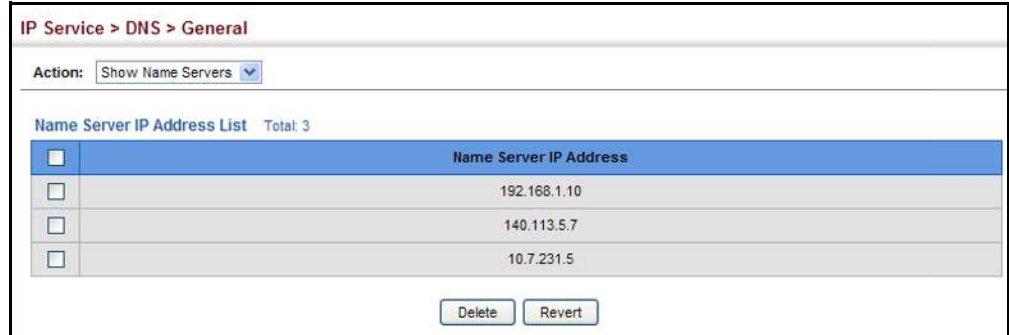 IP Service > DNS > General
Action: Show Name Servers
Name Server IP Address List Total: 3
Name Server IP Address
192.168.1.10
140.113.5.7
10.7.231.5
Delete Revert